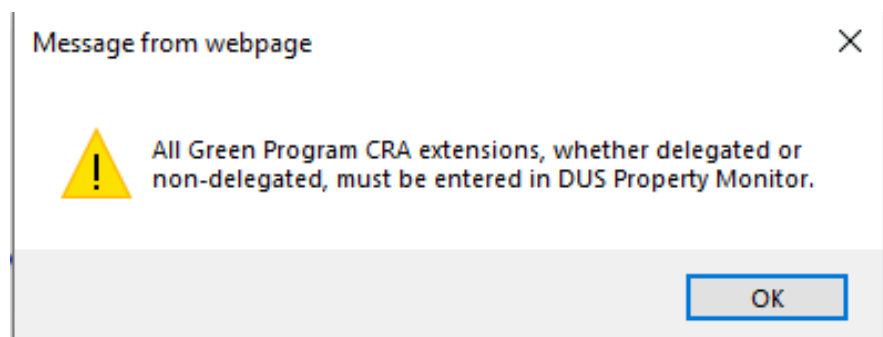 Message from webpage
All Green Program CRA extensions, whether delegated or
non-delegated, must be entered in DUS Property Monitor.
OK